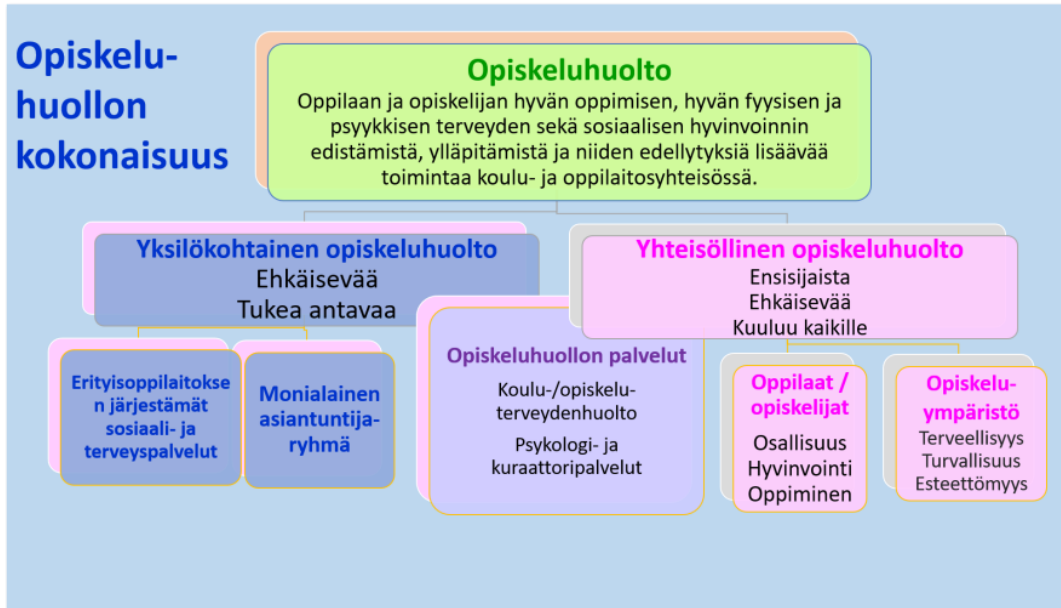 Opiskelu-
huollon
kokonaisuus
Opiskeluhuolto
Oppilaan ja opiskelijan hyvän oppimisen, hyvän fyysisen ja
psyykkisen terveyden sekä sosiaalisen hyvinvoinnin
edistämistä, ylläpitämistä ja niiden edellytyksiä lisäävää
toimintaa koulu- ja oppilaitosyhteisössä.
Yksilökohtainen opiskeluhuolto
Ehkäisevää
Tukea antavaa
Yhteisöllinen opiskeluhuolto
Ensisijaista
Ehkäisevää
Kuuluu kaikille
Erityisoppilaitokse
n järjestämät
sosiaali- ja
terveyspalvelut
Monialainen
asiantuntija-
ryhmä
Opiskeluhuollon palvelut
Koulu-/opiskelu-
terveydenhuolto
Psykologi- ja
kuraattoripalvelut
Oppilaat /
opiskelijat
Osallisuus
Hyvinvointi
Oppiminen
Opiskelu-
ympäristö
Terveellisyys
Turvallisuus
Esteettömyys